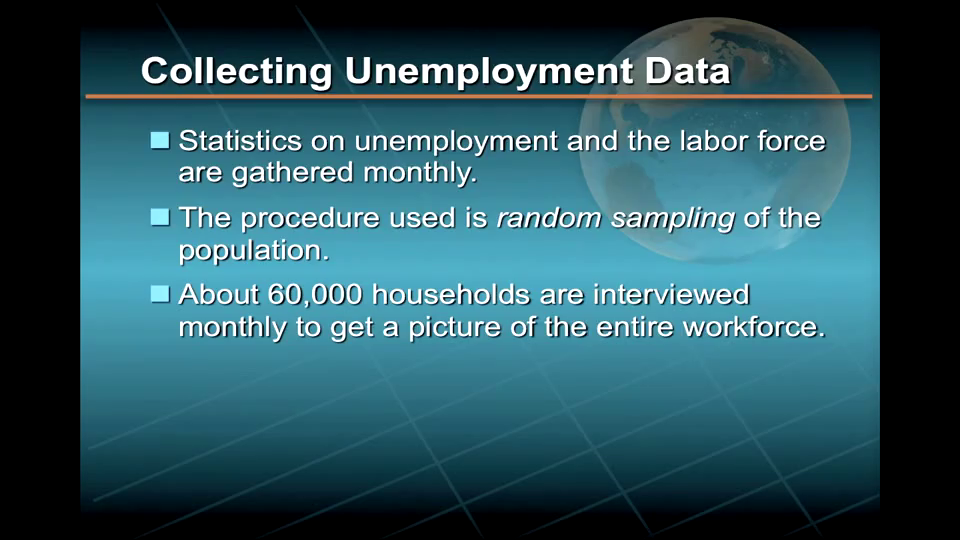 Collecting Unemployment Data
Statistics on unemployment and the labor force
are gathered monthly.
The procedure used is random sampling of the
population.
About 60,000 households are interviewed
monthly to get a picture of the entire workforce.